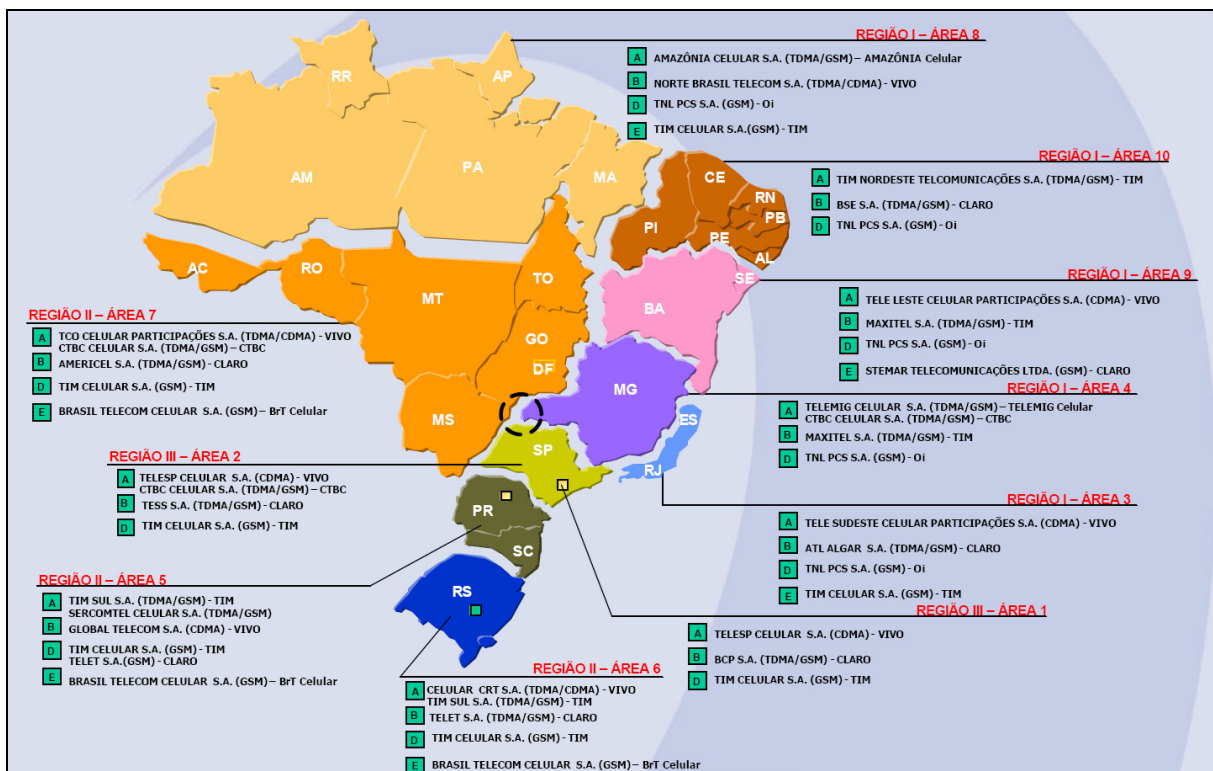 REGIÃO I – ÁREA 8
A AMAZÔNIA CELULAR S.A. (TDMA/GSM) – AMAZÔNIA Celular
B NORTE BRASIL TELECOM S.A. (TDMA/CDMA) - VIVO
D TNL PCS S.A. (GSM) - Oi
E TIM CELULAR S.A.(GSM) - TIM
RR
AP
AM
PA
MA
REGIÃO I – ÁREA 10
A TIM NORDESTE TELCOMUNICAÇÕES S.A. (TDMA/GSM) - TIM
B BSE S.A. (TDMA/GSM) - CLARO
D TNL PCS S.A. (GSM) - Oi
CE
RN
PB
PI
PE
AL
AC
RO
MT
TO
GO
DF
MS
BA
SE
REGIÃO I – ÁREA 9
A TELE LESTE CELULAR PARTICIPAÇÕES S.A. (CDMA) - VIVO
B MAXITEL S.A. (TDMA/GSM) - TIM
D TNL PCS S.A. (GSM) - Oi
E STEMAR TELECOMUNICAÇÕES LTDA. (GSM) - CLARO
REGIÃO II – ÁREA 7
A TCO CELULAR PARTICIPAÇÕES S.A. (TDMA/CDMA) - VIVO
CTBC CELULAR S.A. (TDMA/GSM) – CTBC
B AMERICEL S.A. (TDMA/GSM) - CLARO
D TIM CELULAR S.A. (GSM) - TIM
E BRASIL TELECOM CELULAR S.A. (GSM) – BrT Celular
MG
ES
SP
RJ
REGIÃO I – ÁREA 4
A TELEMIG CELULAR S.A. (TDMA/GSM) – TELEMIG Celular
CTBC CELULAR S.A. (TDMA/GSM) – CTBC
B MAXITEL S.A. (TDMA/GSM) - TIM
D TNL PCS S.A. (GSM) - Oi
REGIÃO III – ÁREA 2
A TELESP CELULAR S.A. (CDMA) - VIVO
CTBC CELULAR S.A. (TDMA/GSM) – CTBC
B TESS S.A. (TDMA/GSM) - CLARO
D TIM CELULAR S.A. (GSM) - TIM
REGIÃO I – ÁREA 3
A TELE SUDESTE CELULAR PARTICIPAÇÕES S.A. (CDMA) - VIVO
B ATL ALGAR S.A. (TDMA/GSM) - CLARO
D TNL PCS S.A. (GSM) - Oi
E TIM CELULAR S.A. (GSM) - TIM
PR
SC
RS
REGIÃO II – ÁREA 5
A TIM SUL S.A. (TDMA/GSM) - TIM
SERCOMTEL CELULAR S.A. (TDMA/GSM)
B GLOBAL TELECOM S.A. (CDMA) - VIVO
D TIM CELULAR S.A. (GSM) - TIM
TELET S.A.(GSM) - CLARO
E BRASIL TELECOM CELULAR S.A. (GSM) – BrT Celular
REGIÃO III – ÁREA 1
A TELESP CELULAR S.A. (CDMA) - VIVO
B BCP S.A. (TDMA/GSM) - CLARO
D TIM CELULAR S.A. (GSM) - TIM
REGIÃO II – ÁREA 6
A CELULAR CRT S.A. (TDMA/CDMA) - VIVO
TIM SUL S.A. (TDMA/GSM) - TIM
B TELET S.A. (TDMA/GSM) - CLARO
D TIM CELULAR S.A. (GSM) - TIM
E BRASIL TELECOM CELULAR S.A. (GSM) – BrT Celular